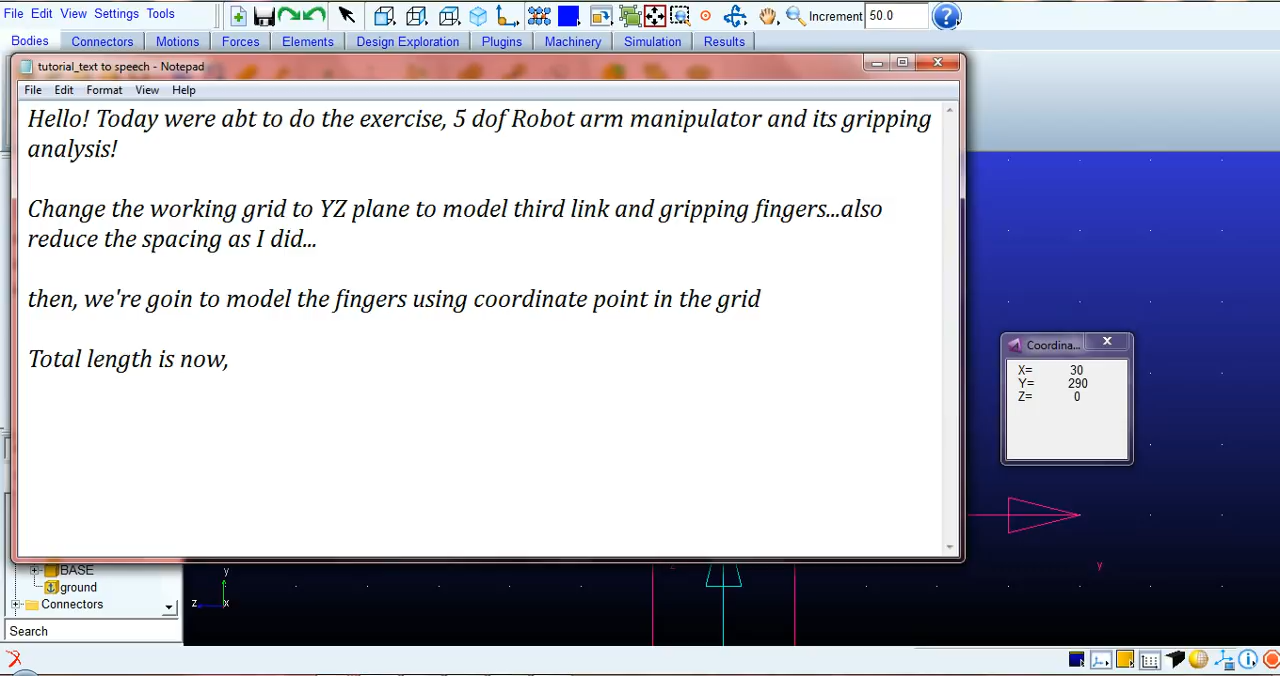 File Edit View Settings Tools
Increment 50.0
Bodies Connectors Motions Forces Elements Design Exploration Plugins Machinery Simulation Results
tutorial_text to speech - Notepad
File Edit Format View Help
Hello! Today were abt to do the exercise, 5 dof Robot arm manipulator and its gripping
analysis!
Change the working grid to YZ plane to model third link and gripping fingers...also
reduce the spacing as I did...
then, we're goin to model the fingers using coordinate point in the grid
Total length is now,
Coordina...
X= 30
Y= 290
Z= 0
BASE
ground
Connectors
Search
y
z x
y